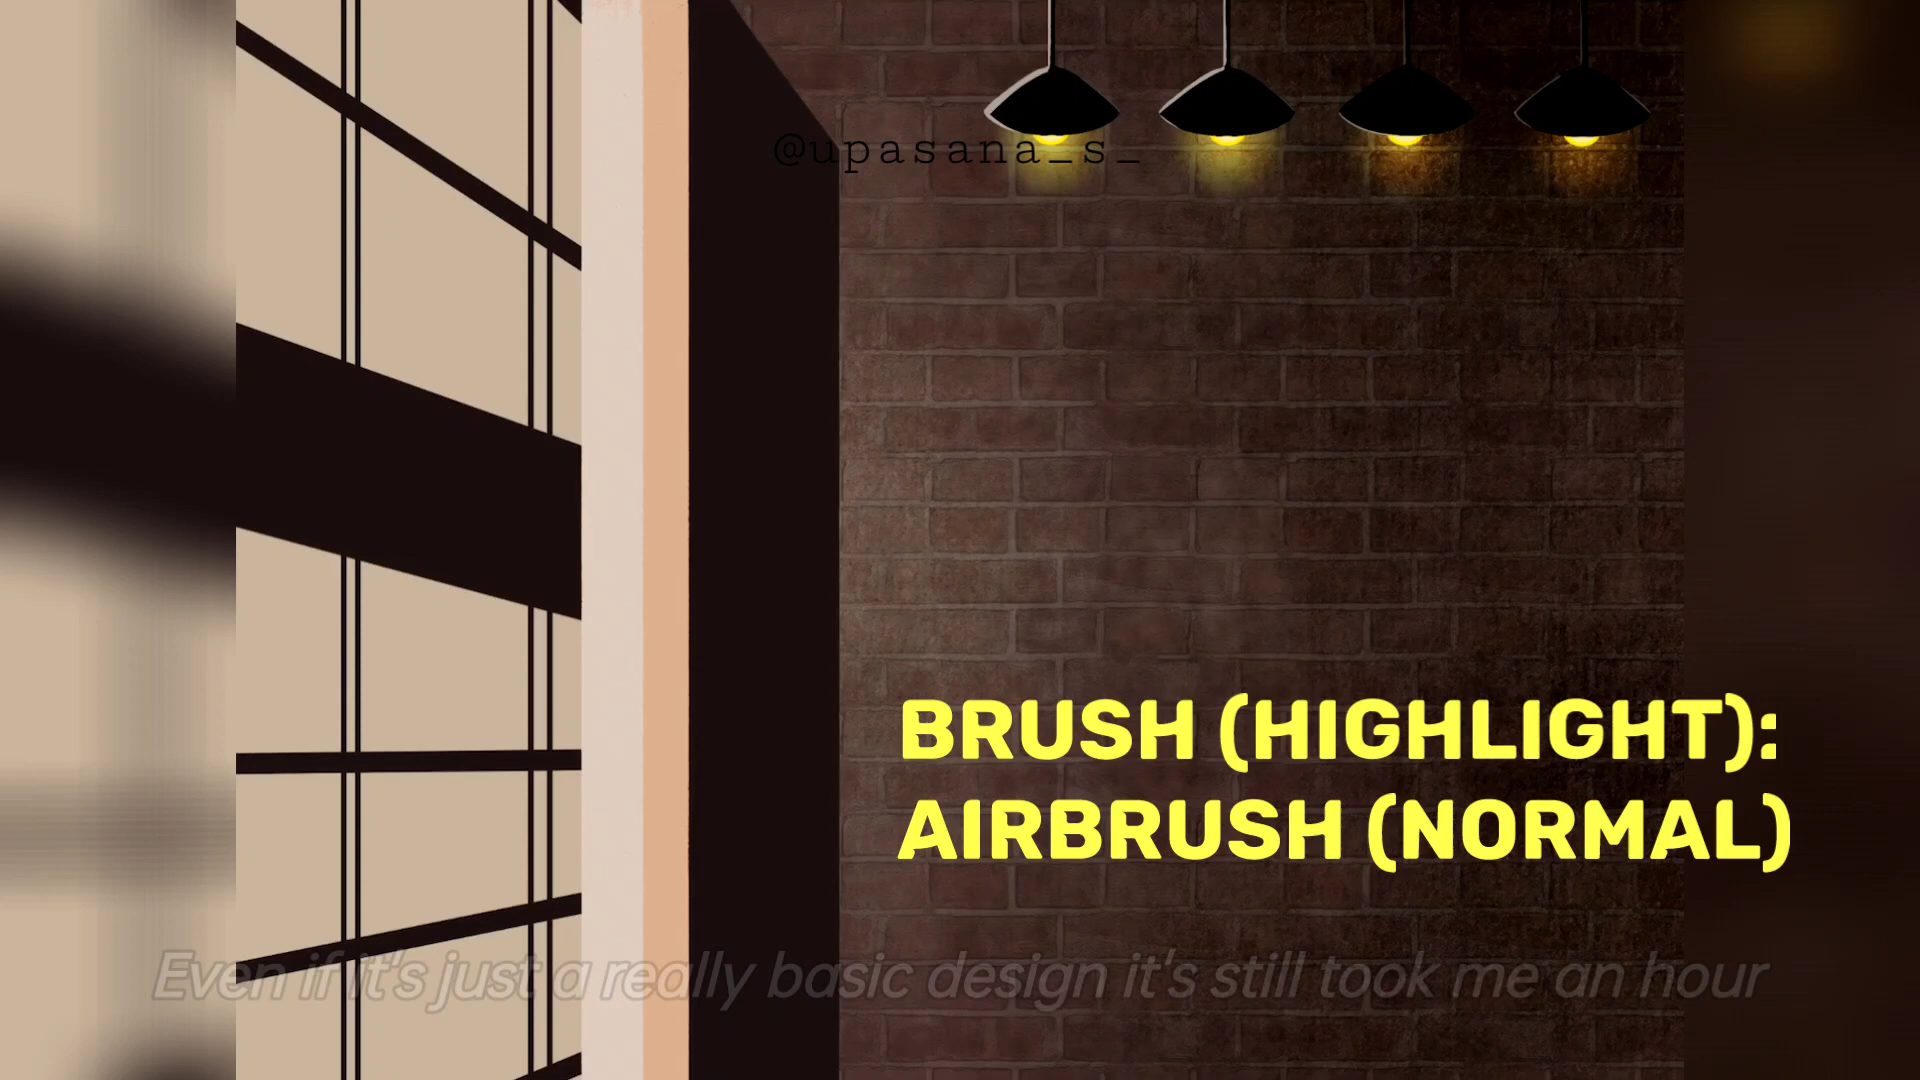 @upasana_s_
BRUSH (HIGHLIGHT):
AIRBRUSH (NORMAL)
Even if it's just a really basic design it's still took me an hour